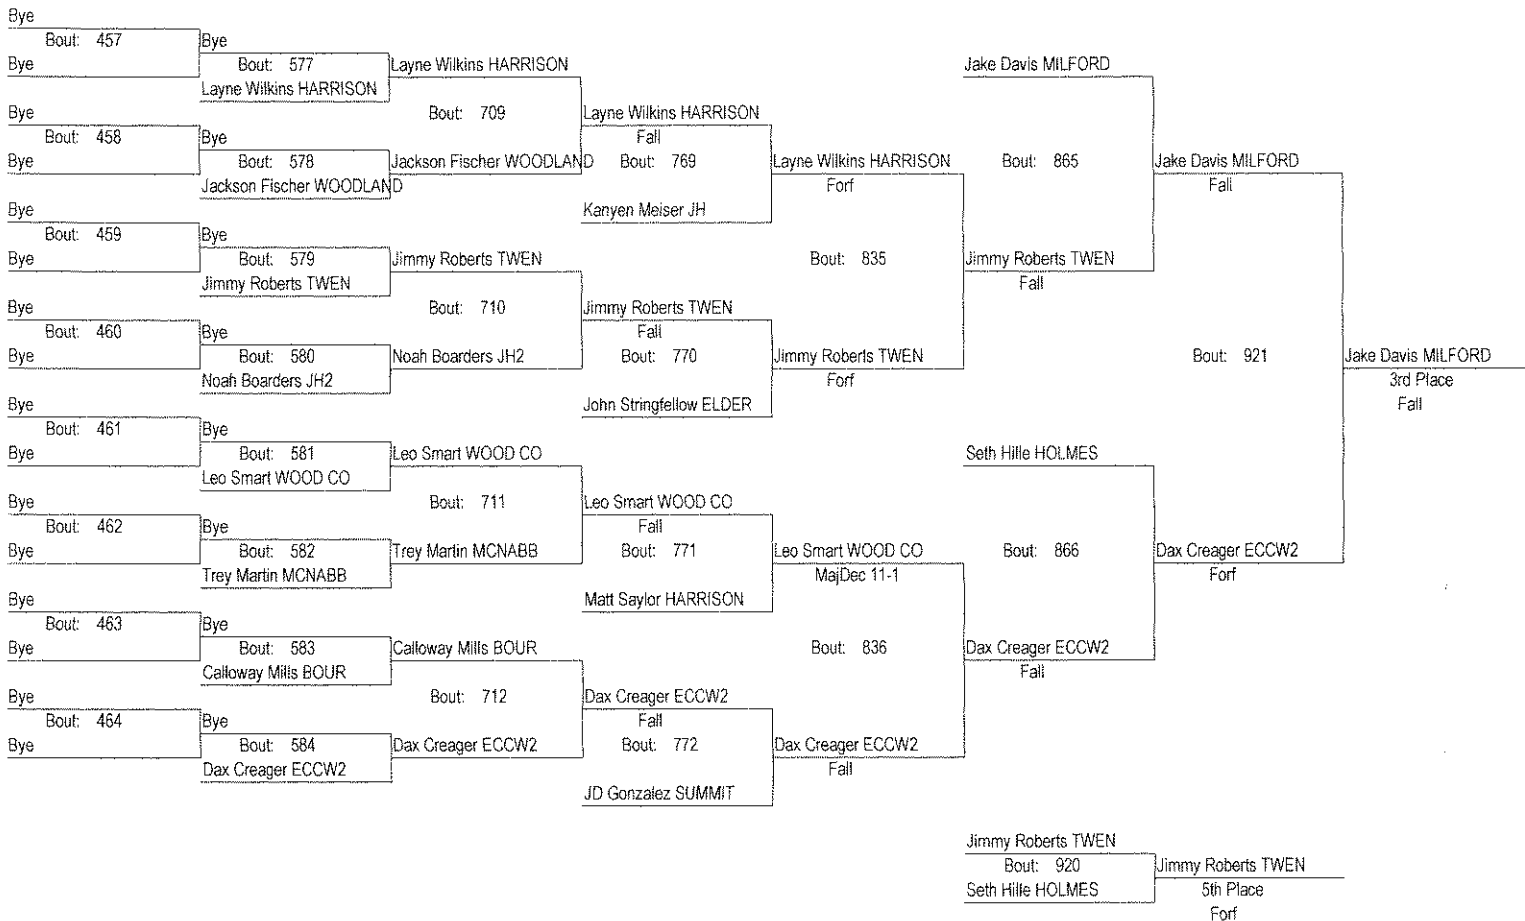 Bye
Bout: 457
Bye
Bye
Bout: 577
Layne Wilkins HARRISON
Layne Wilkins HARRISON
Bye
Bout: 458
Bye
Bye
Bout: 578
Jackson Fischer WOODLAND
Bout: 709
Jackson Fischer WOODLAND
Layne Wilkins HARRISON
Fall
Bout: 769
Kanyen Meiser JH
Layne Wilkins HARRISON
Forf
Bye
Bout: 459
Bye
Bye
Bout: 579
Jimmy Roberts TWEN
Jimmy Roberts TWEN
Bye
Bout: 460
Bye
Bye
Bout: 580
Noah Boarders JH2
Bout: 710
Noah Boarders JH2
Jimmy Roberts TWEN
Fall
Bout: 770
John Stringfellow ELDER
Jimmy Roberts TWEN
Forf
Bout: 835
Bye
Bout: 461
Bye
Bye
Bout: 581
Leo Smart WOOD CO
Leo Smart WOOD CO
Bye
Bout: 462
Bye
Bye
Bout: 582
Trey Martin MCNABB
Bout: 711
Trey Martin MCNABB
Leo Smart WOOD CO
Fall
Bout: 771
Matt Saylor HARRISON
Leo Smart WOOD CO
MajDec 11-1
Bye
Bout: 463
Bye
Bye
Bout: 583
Calloway Mills BOUR
Calloway Mills BOUR
Bye
Bout: 464
Bye
Bye
Bout: 584
Dax Creager ECCW2
Bout: 712
Dax Creager ECCW2
Dax Creager ECCW2
Fall
Bout: 772
JD Gonzalez SUMMIT
Dax Creager ECCW2
Fall
Bout: 836
Jake Davis MILFORD
Bout: 865
Jimmy Roberts TWEN
Fall
Jake Davis MILFORD
Fall
Seth Hille HOLMES
Bout: 866
Dax Creager ECCW2
Fall
Dax Creager ECCW2
Forf
Bout: 921
Jake Davis MILFORD
3rd Place
Fall
Jimmy Roberts TWEN
Bout: 920
Seth Hille HOLMES
Jimmy Roberts TWEN
5th Place
Forf